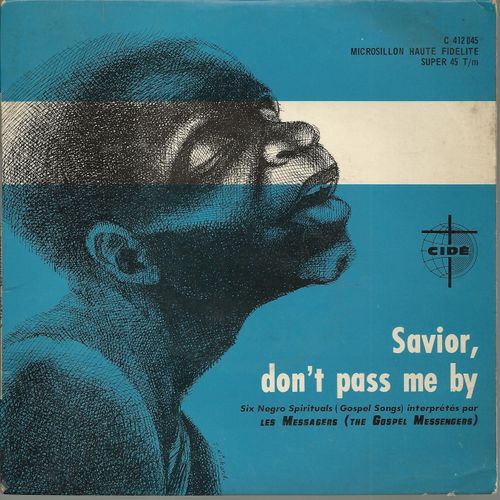 C 412 045
MICROSILLON HAUTE FIDELITE
SUPER 45 T/m
CIDÉ
Savior,
don't pass me by
Six Negro Spirituals ( Gospel Songs) interprétés par
LES MESSAGERS (THE GOSPEL MESSENGERS)